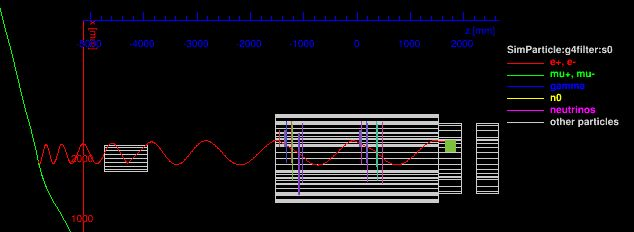 x [mm]
z [mm]
-4000
-3000
-2000
-1000
0
1000
2000
SimParticle:g4filter:s0
e+, e-
mu+, mu-
gamma
n0
neutrinos
other particles
2000
1000